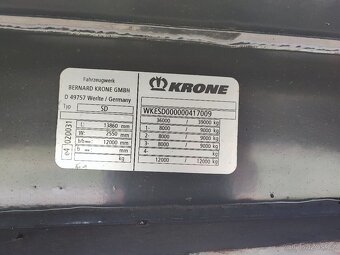 Fahrzeugwerk
BERNARD KRONE GMBH
D 49757 Werlte / Germany
Typ SD
KRONE
WKESD000000417009
e4 020031
L: 13860 mm
W: 2550 mm
12000 mm
b mm
kg
36000 / 39000 kg
1- 8000 / 9000 kg
2- 8000 / 9000 kg
3- 8000 / 9000 kg
4- kg
12000 / 12000 kg